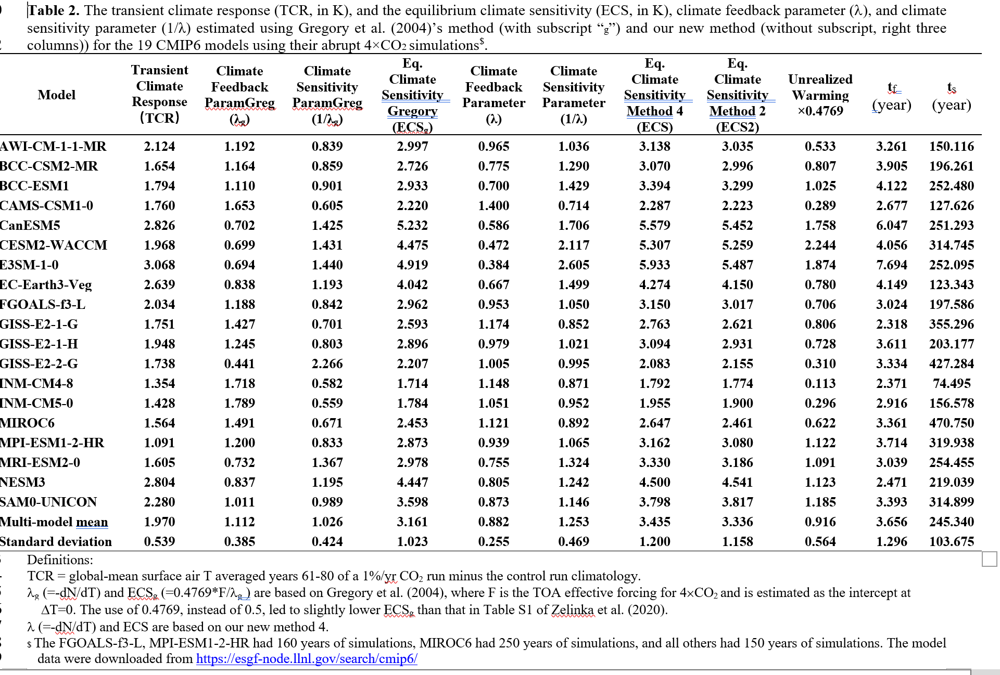 Table 2. The transient climate response (TCR, in K), and the equilibrium climate sensitivity (ECS, in K), climate feedback parameter (λ), and climate
sensitivity parameter (1/λ) estimated using Gregory et al. (2004)'s method (with subscript “g”) and our new method (without subscript, right three
columns)) for the 19 CMIP6 models using their abrupt 4×CO2 simulations$.
Model Transient Climate Response (TCR) Climate Feedback ParamGreg (λg) Climate Sensitivity ParamGreg (1/λg) Eq. Climate Sensitivity Gregory (ECSg) Climate Feedback Parameter (λ) Climate Sensitivity Parameter (1/λ) Eq. Climate Sensitivity Method 4 (ECS) Eq. Climate Sensitivity Method 2 (ECS2) Unrealized Warming ×0.4769 tf (year) ts (year)
AWI-CM-1-1-MR 2.124 1.192 0.839 2.997 0.965 1.036 3.138 3.035 0.533 3.261 150.116
BCC-CSM2-MR 1.654 1.164 0.859 2.726 0.775 1.290 3.070 2.996 0.807 3.905 196.261
BCC-ESM1 1.794 1.110 0.901 2.933 0.700 1.429 3.394 3.299 1.025 4.122 252.480
CAMS-CSM1-0 1.760 1.653 0.605 2.220 1.400 0.714 2.287 2.223 0.289 2.677 127.626
CanESM5 2.826 0.702 1.425 5.232 0.586 1.706 5.579 5.452 1.758 6.047 251.293
CESM2-WACCM 1.968 0.699 1.431 4.475 0.472 2.117 5.307 5.259 2.244 4.056 314.745
E3SM-1-0 3.068 0.694 1.440 4.919 0.384 2.605 5.933 5.487 1.874 7.694 252.095
EC-Earth3-Veg 2.639 0.838 1.193 4.042 0.667 1.499 4.274 4.150 0.780 4.149 123.343
FGOALS-f3-L 2.034 1.188 0.842 2.962 0.953 1.050 3.150 3.017 0.706 3.024 197.586
GISS-E2-1-G 1.751 1.427 0.701 2.593 1.174 0.852 2.763 2.621 0.806 2.318 355.296
GISS-E2-1-H 1.948 1.245 0.803 2.896 0.979 1.021 3.094 2.931 0.728 3.611 203.177
GISS-E2-2-G 1.738 0.441 2.266 2.207 1.005 0.995 2.083 2.155 0.310 3.334 427.284
INM-CM4-8 1.354 1.718 0.582 1.714 1.148 0.871 1.792 1.774 0.113 2.371 74.495
INM-CM5-0 1.428 1.789 0.559 1.784 1.051 0.952 1.955 1.900 0.296 2.916 156.578
MIROC6 1.564 1.491 0.671 2.453 1.121 0.892 2.647 2.461 0.622 3.361 470.750
MPI-ESM1-2-HR 1.091 1.200 0.833 2.873 0.939 1.065 3.162 3.080 1.122 3.714 319.938
MRI-ESM2-0 1.605 0.732 1.367 2.978 0.755 1.324 3.330 3.186 1.091 3.039 254.455
NESM3 2.804 0.837 1.195 4.447 0.805 1.242 4.500 4.541 1.123 2.471 219.039
SAM0-UNICON 2.280 1.011 0.989 3.598 0.873 1.146 3.798 3.817 1.185 3.393 314.899
Multi-model mean 1.970 1.112 1.026 3.161 0.882 1.253 3.435 3.336 0.916 3.656 245.340
Standard deviation 0.539 0.385 0.424 1.023 0.255 0.469 1.200 1.158 0.564 1.296 103.675
Definitions:
TCR = global-mean surface air T averaged years 61-80 of a 1%/yr CO2 run minus the control run climatology.
λg (=-dN/dT) and ECSg (=0.4769*F/λg ) are based on Gregory et al. (2004), where F is the TOA effective forcing for 4×CO2 and is estimated as the intercept at
ΔT=0. The use of 0.4769, instead of 0.5, led to slightly lower ECSg than that in Table S1 of Zelinka et al. (2020).
λ (=-dN/dT) and ECS are based on our new method 4.
$ The FGOALS-f3-L, MPI-ESM1-2-HR had 160 years of simulations, MIROC6 had 250 years of simulations, and all others had 150 years of simulations. The model
data were downloaded from https://esgf-node.llnl.gov/search/cmip6/